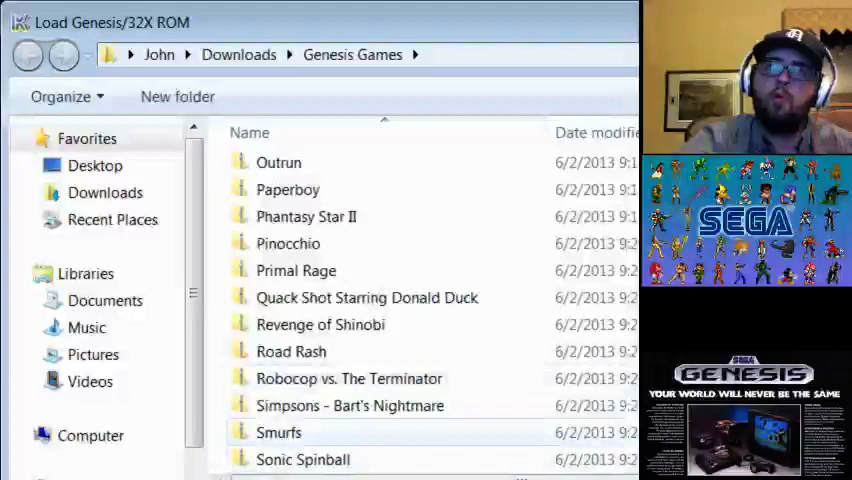 Load Genesis/32X ROM
John Downloads Genesis Games
Organize New folder
Favorites
Desktop
Downloads
Recent Places
Libraries
Documents
Music
Pictures
Videos
Computer
Name Date modifie
Outrun 6/2/2013 9:1
Paperboy 6/2/2013 9:1
Phantasy Star II 6/2/2013 9:1
Pinocchio 6/2/2013 9:2
Primal Rage 6/2/2013 9:2
Quack Shot Starring Donald Duck 6/2/2013 9:2
Revenge of Shinobi 6/2/2013 9:2
Road Rash 6/2/2013 9:2
Robocop vs. The Terminator 6/2/2013 9:2
Simpsons - Bart's Nightmare 6/2/2013 9:2
Smurfs 6/2/2013 9:2
Sonic Spinball 6/2/2013 9:2
SEGA
SEGA
GENESIS
YOUR WORLD WILL NEVER BE THE SAME